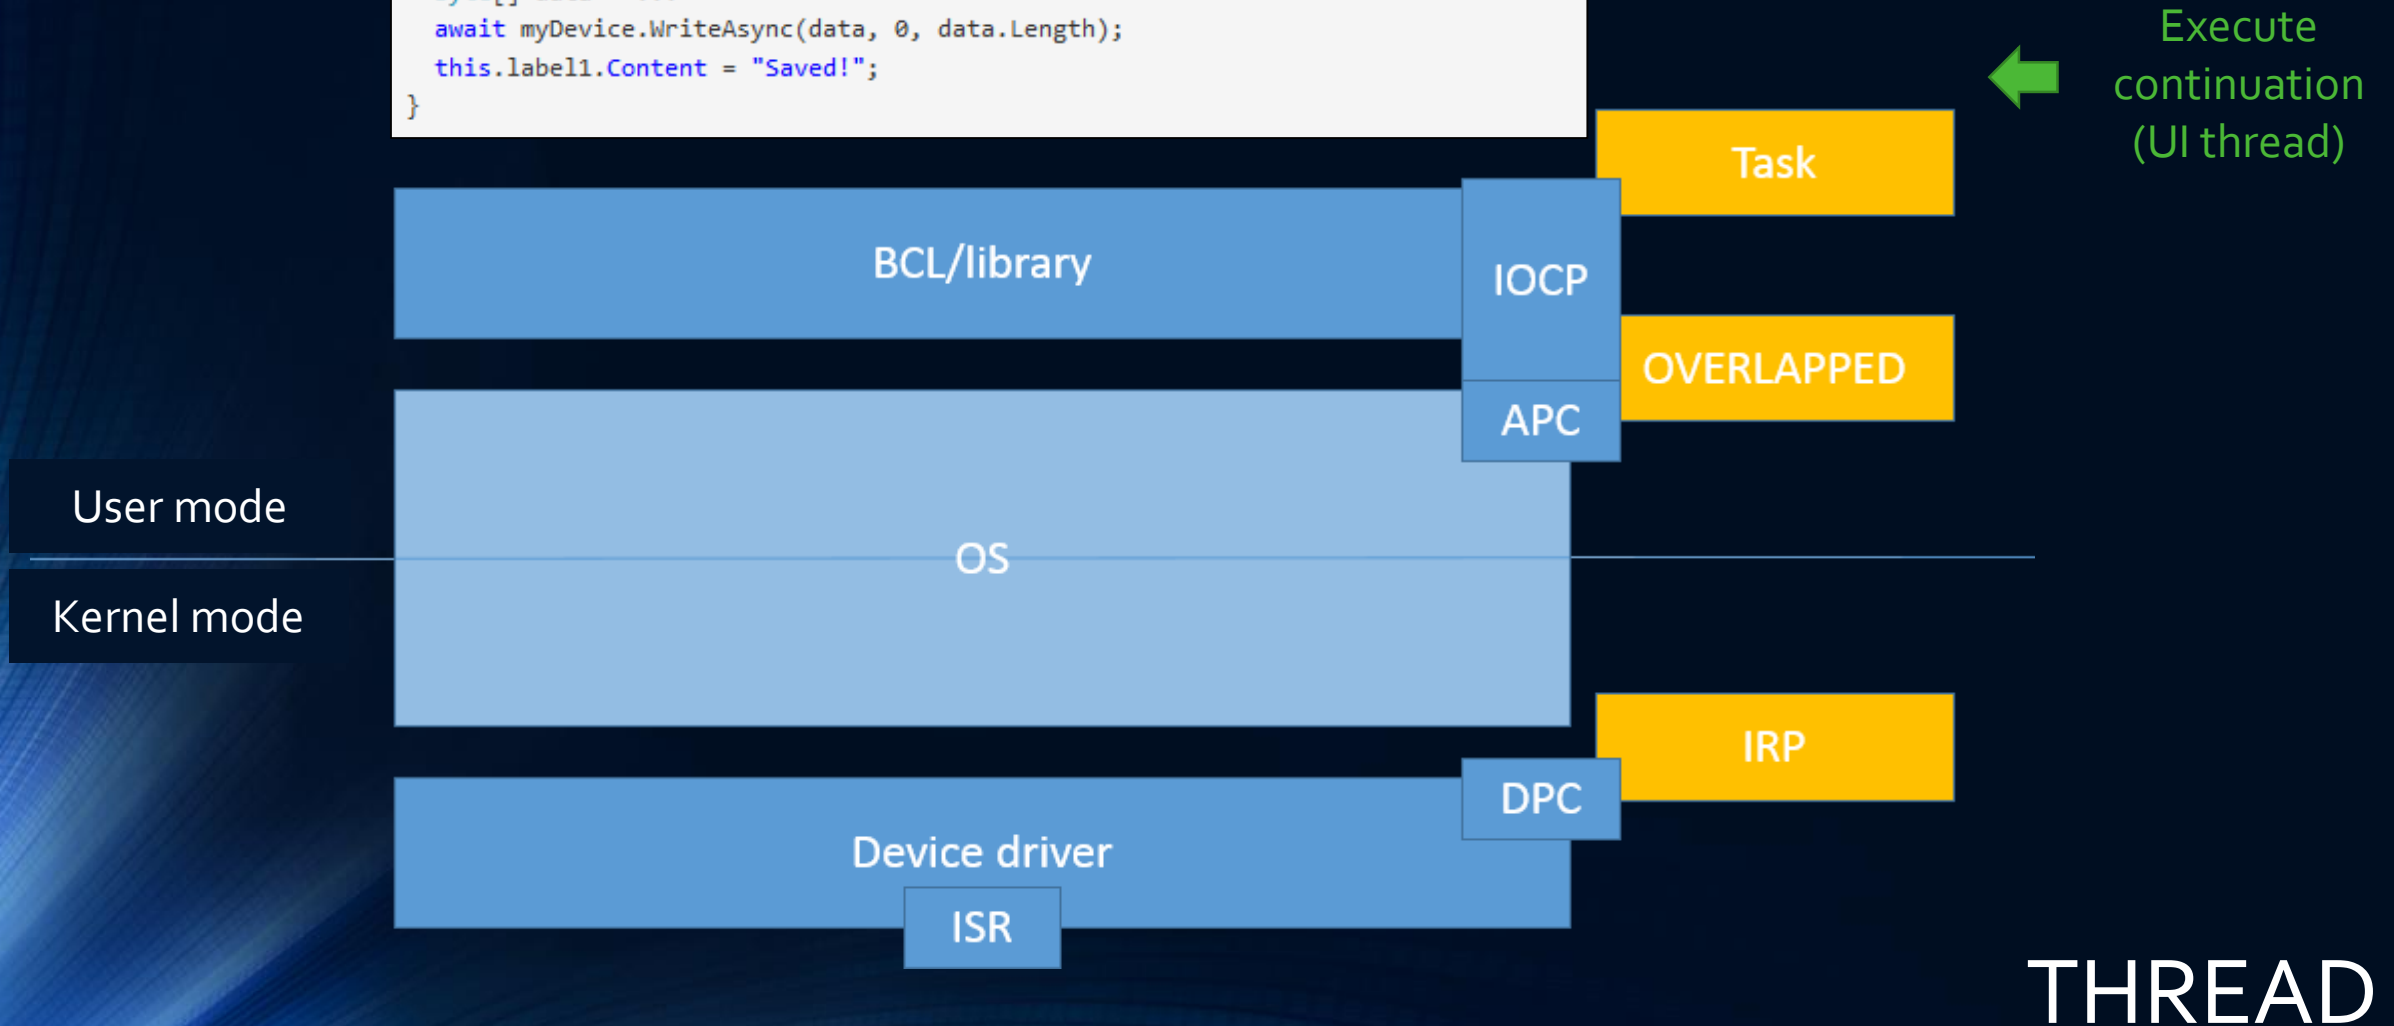 await myDevice.WriteAsync(data, 0, data.Length);
this.label1.Content = "Saved!";
}
Execute
continuation
(UI thread)
Task
BCL/library
IOCP
OVERLAPPED
APC
User mode
OS
Kernel mode
IRP
DPC
Device driver
ISR
THREAD